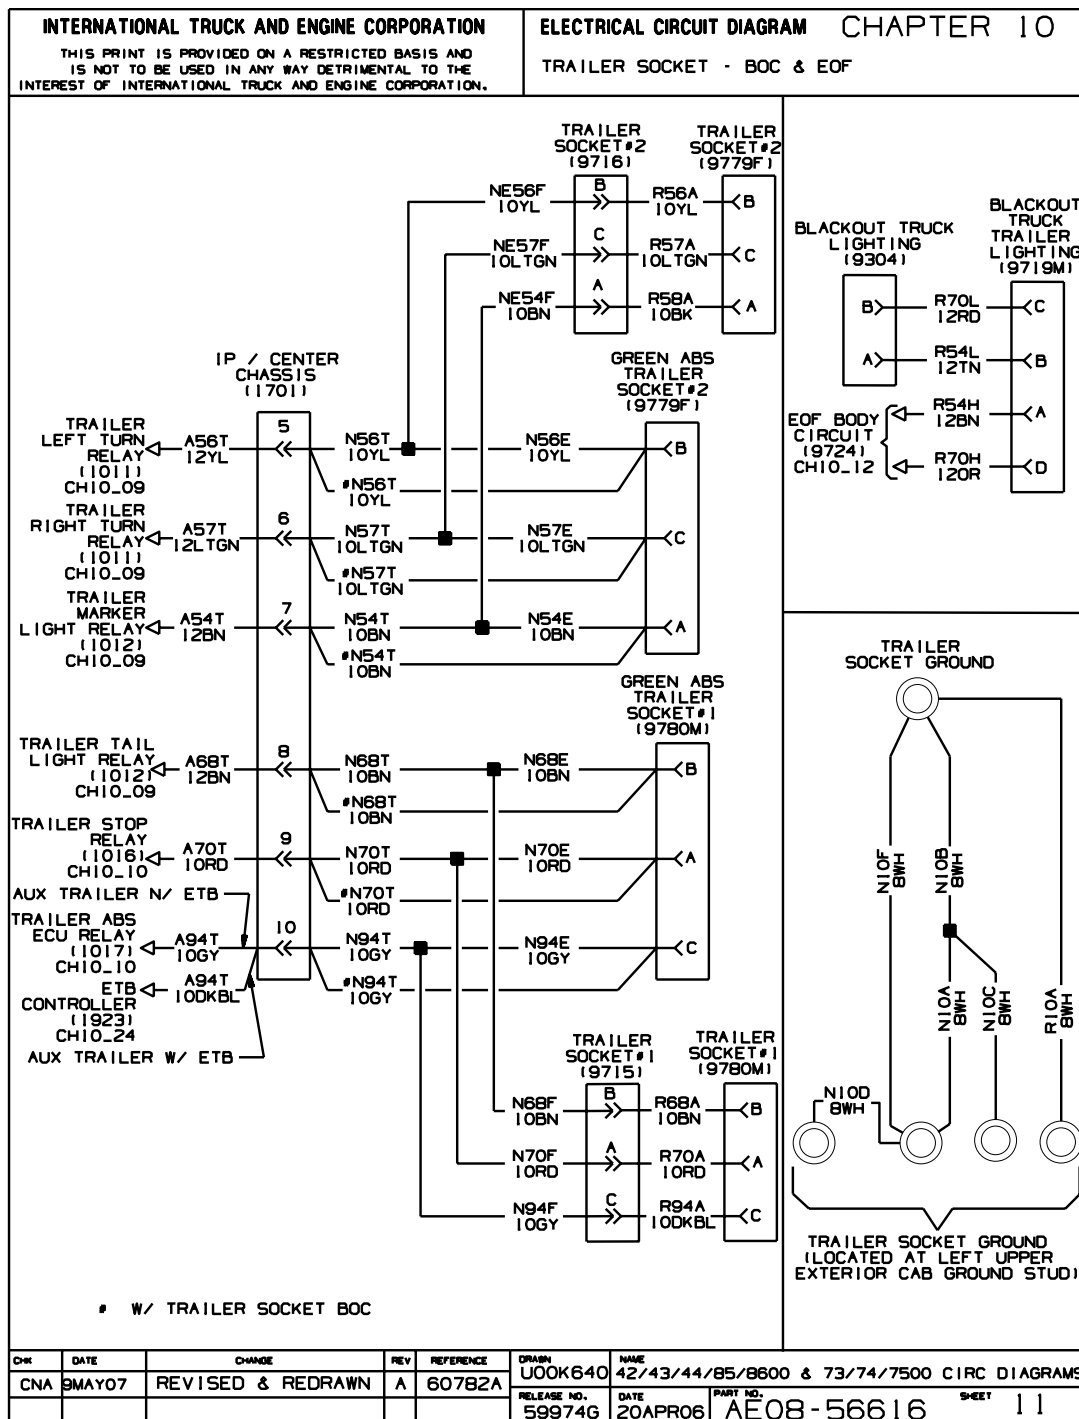 INTERNATIONAL TRUCK AND ENGINE CORPORATION
THIS PRINT IS PROVIDED ON A RESTRICTED BASIS AND
IS NOT TO BE USED IN ANY WAY DETRIMENTAL TO THE
INTEREST OF INTERNATIONAL TRUCK AND ENGINE CORPORATION.
ELECTRICAL CIRCUIT DIAGRAM CHAPTER 10
TRAILER SOCKET - BOC & EOF
TRAILER
SOCKET#2
(9716)
TRAILER
SOCKET#2
(9779F)
NE56F
10YL
B
R56A
10YL
B
NE57F
10LTGN
C
R57A
10LTGN
C
NE54F
10BN
A
R58A
10BK
A
BLACKOUT TRUCK
LIGHTING
(9304)
BLACKOUT
TRUCK
TRAILER
LIGHTING
(9719M)
B
R70L
12RD
C
A
R54L
12TN
B
EOF BODY
CIRCUIT
(9724)
CH10_12
R54H
12BN
A
R70H
12OR
D
IP / CENTER
CHASSIS
(1701)
GREEN ABS
TRAILER
SOCKET#2
(9779F)
TRAILER
LEFT TURN
RELAY
(1011)
CH10_09
A56T
12YL
5
N56T
10YL
N56E
10YL
B
#N56T
10YL
TRAILER
RIGHT TURN
RELAY
(1011)
CH10_09
A57T
12LTGN
6
N57T
10LTGN
N57E
10LTGN
C
#N57T
10LTGN
TRAILER
MARKER
LIGHT RELAY
(1012)
CH10_09
A54T
12BN
7
N54T
10BN
N54E
10BN
A
#N54T
10BN
GREEN ABS
TRAILER
SOCKET#1
(9780M)
TRAILER TAIL
LIGHT RELAY
(1012)
CH10_09
A68T
12BN
8
N68T
10BN
N68E
10BN
B
#N68T
10BN
TRAILER STOP
RELAY
(1016)
CH10_10
A70T
10RD
9
N70T
10RD
N70E
10RD
A
#N70T
10RD
AUX TRAILER N/ ETB
TRAILER ABS
ECU RELAY
(1017)
CH10_10
A94T
10GY
10
N94T
10GY
N94E
10GY
C
#N94T
10GY
ETB
CONTROLLER
(1923)
CH10_24
A94T
10DKBL
AUX TRAILER W/ ETB
TRAILER
SOCKET#1
(9715)
TRAILER
SOCKET#1
(9780M)
N68F
10BN
B
R68A
10BN
B
N70F
10RD
A
R70A
10RD
A
N94F
10GY
C
R94A
10DKBL
C
TRAILER
SOCKET GROUND
N10F
8WH
N10B
8WH
N10A
8WH
N10C
8WH
R10A
8WH
N10D
8WH
TRAILER SOCKET GROUND
(LOCATED AT LEFT UPPER
EXTERIOR CAB GROUND STUD)
# W/ TRAILER SOCKET BOC
CHK DATE CHANGE REV REFERENCE
CNA 9MAY07 REVISED & REDRAWN A 60782A
DRAWN
U00K640
NAME
42/43/44/85/8600 & 73/74/7500 CIRC DIAGRAMS
RELEASE NO.
59974G
DATE
20APR06
PART NO.
AE08-56616
SHEET 11